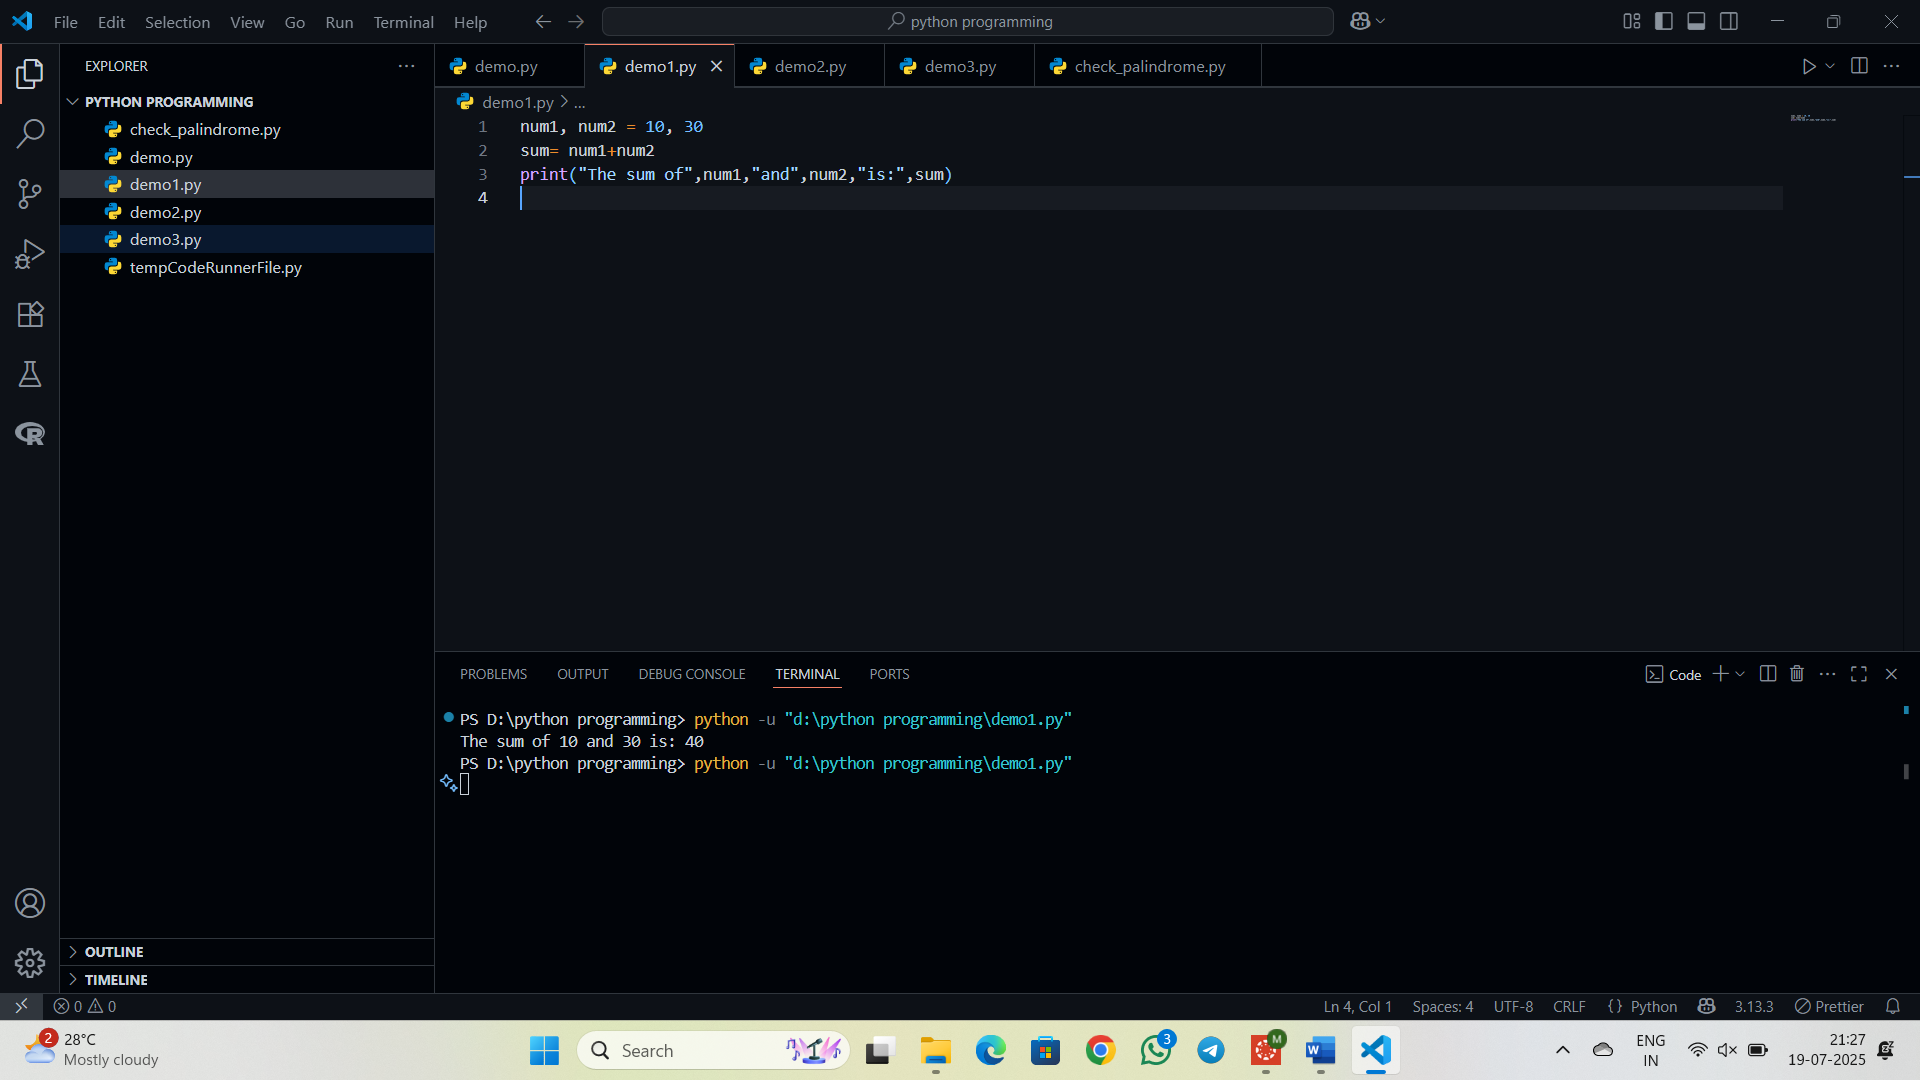 File Edit Selection View Go Run Terminal Help
python programming
EXPLORER
PYTHON PROGRAMMING
check_palindrome.py
demo.py
demo1.py
demo2.py
demo3.py
tempCodeRunnerFile.py
OUTLINE
TIMELINE
demo.py demo1.py demo2.py demo3.py check_palindrome.py
demo1.py > ...
1 num1, num2 = 10, 30
2 sum= num1+num2
3 print("The sum of",num1,"and",num2,"is:",sum)
4
PROBLEMS OUTPUT DEBUG CONSOLE TERMINAL PORTS
Code
PS D:\python programming> python -u "d:\python programming\demo1.py"
The sum of 10 and 30 is: 40
PS D:\python programming> python -u "d:\python programming\demo1.py"
0 0 Ln 4, Col 1 Spaces: 4 UTF-8 CRLF {} Python 3.13.3 Prettier
2 28°C
Mostly cloudy
Search
3
M
W
ENG
IN
21:27
19-07-2025